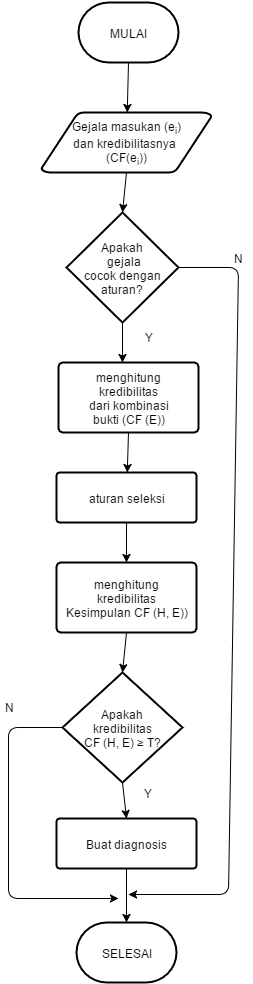 MULAI
Gejala masukan (ei)
dan kredibilitasnya
(CF(ei))
Apakah
gejala
cocok dengan
aturan?
N
Y
menghitung
kredibilitas
dari kombinasi
bukti (CF (E))
aturan seleksi
menghitung
kredibilitas
Kesimpulan CF (H, E))
N
Apakah
kredibilitas
CF (H, E) ≥ T?
Y
Buat diagnosis
SELESAI